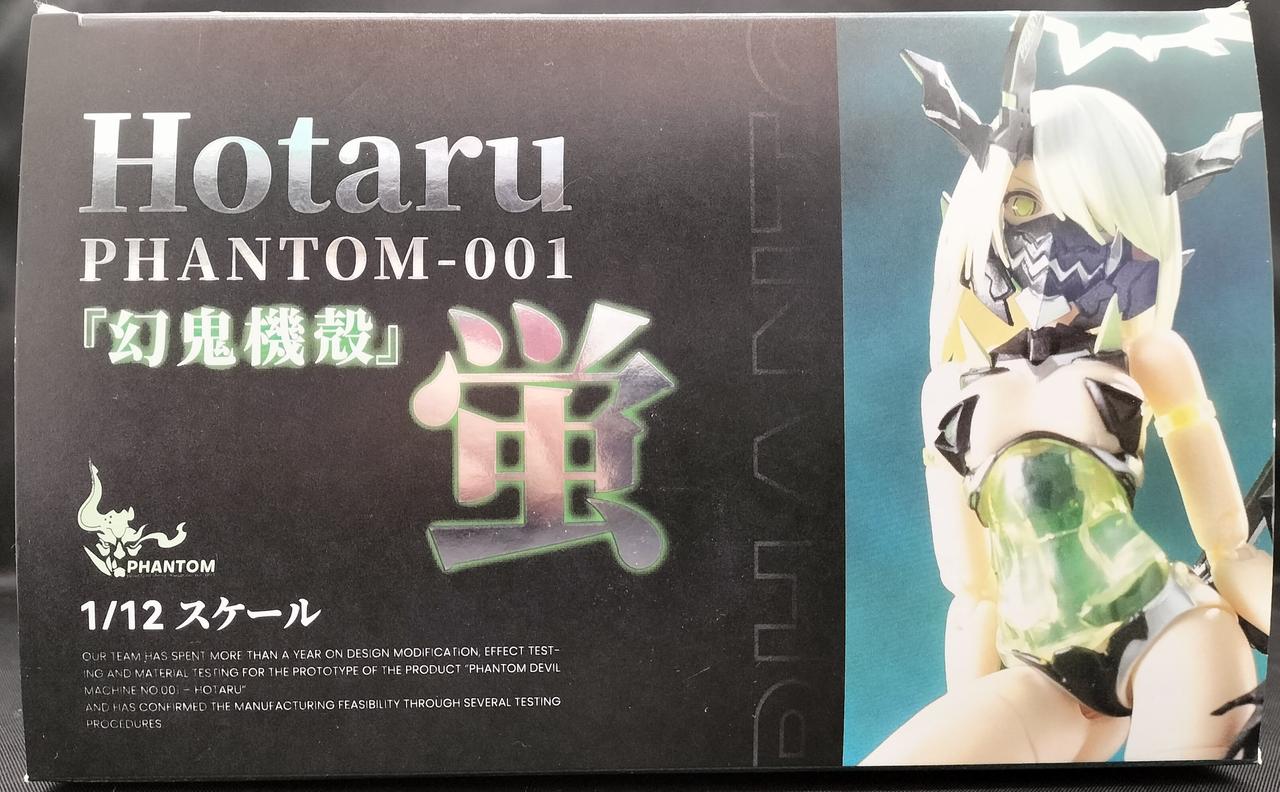 Hotaru
PHANTOM-001
『幻鬼機殻』
蛍
PHANTOM
1/12 スケール
OUR TEAM HAS SPENT MORE THAN A YEAR ON DESIGN MODIFICATION, EFFECT TEST-
ING AND MATERIAL TESTING FOR THE PROTOTYPE OF THE PRODUCT "PHANTOM DEVIL
MACHINE NO.001 - HOTARU"
AND HAS CONFIRMED THE MANUFACTURING FEASIBILITY THROUGH SEVERAL TESTING
PROCEDURES.
PHANTO